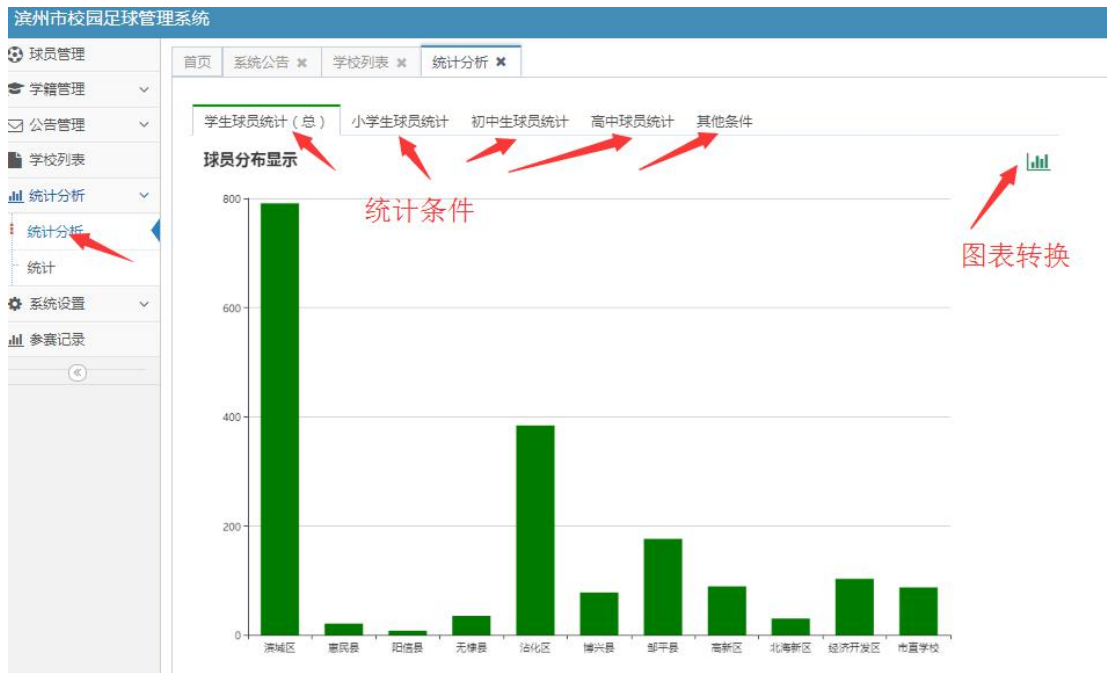 滨州市校园足球管理系统
球员管理
学籍管理
公告管理
学校列表
统计分析
统计分析
统计
系统设置
参赛记录
首页 系统公告 × 学校列表 × 统计分析 ×
学生球员统计（总） 小学生球员统计 初中生球员统计 高中球员统计 其他条件
球员分布显示
统计条件
图表转换
800
600
400
200
0
滨城区 惠民县 阳信县 无棣县 沾化区 博兴县 邹平县 高新区 北海新区 经济开发区 市直学校